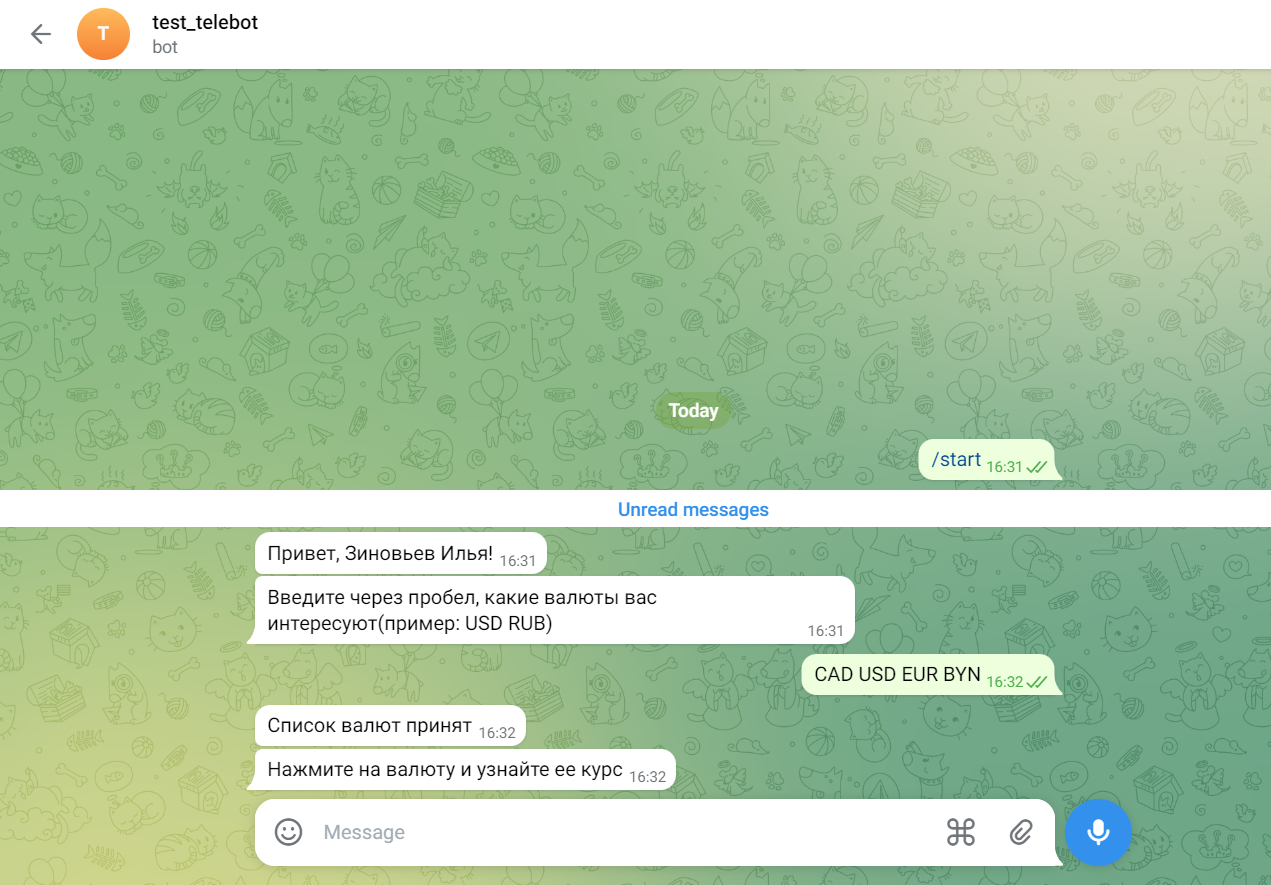 T
test_telebot
bot
Today
/start 16:31
Unread messages
Привет, Зиновьев Илья! 16:31
Введите через пробел, какие валюты вас
интересуют(пример: USD RUB) 16:31
CAD USD EUR BYN 16:32
Список валют принят 16:32
Нажмите на валюту и узнайте ее курс 16:32
Message